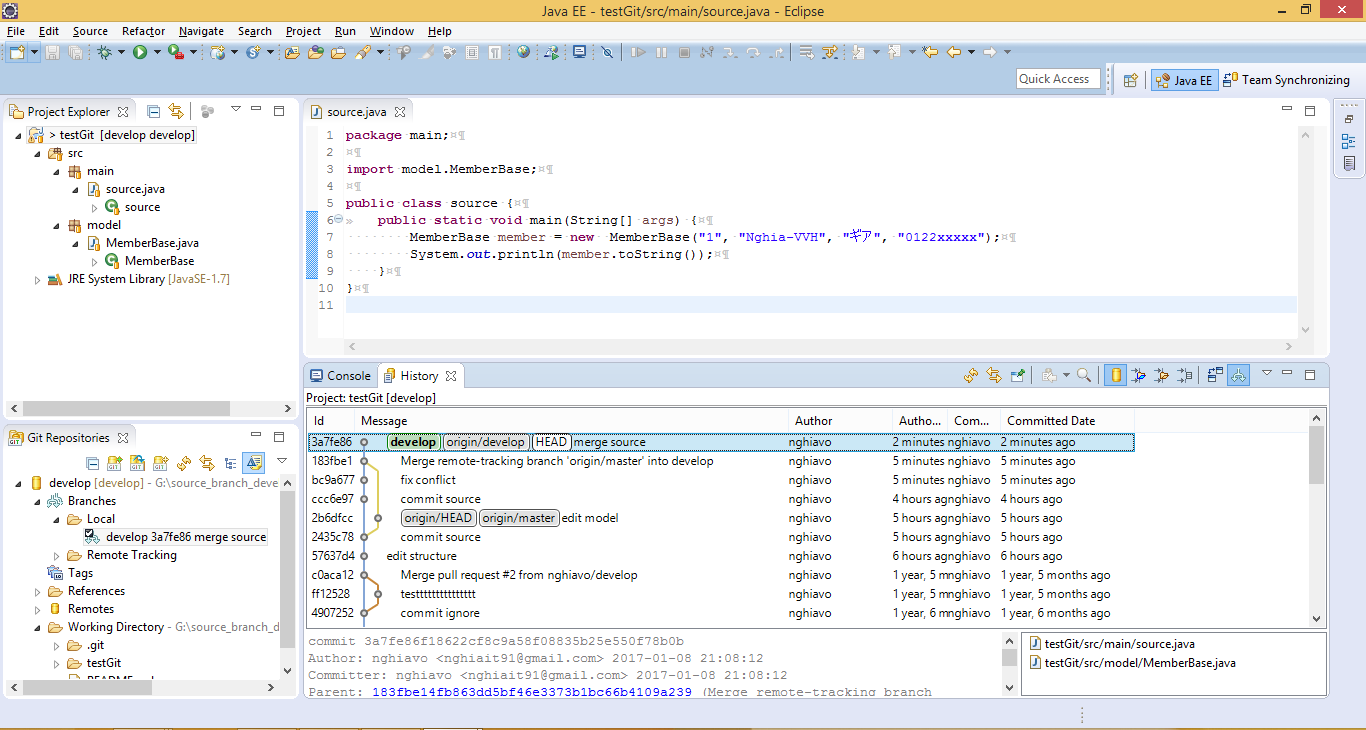 Java EE - testGit/src/main/source.java - Eclipse
File Edit Source Refactor Navigate Search Project Run Window Help
Quick Access
Java EE
Team Synchronizing
Project Explorer
> testGit [develop develop]
src
main
source.java
source
model
MemberBase.java
MemberBase
JRE System Library [JavaSE-1.7]
source.java
1 package main;¤¶
2 ¤¶
3 import model.MemberBase;¤¶
4 ¤¶
5 public class source {¤¶
6 » public static void main(String[] args) {¤¶
7 ········MemberBase member = new MemberBase("1", "Nghia-VVH", "ギア", "0122xxxxx");¤¶
8 ········System.out.println(member.toString());¤¶
9 ····}¤¶
10 }¤¶
11
Git Repositories
develop [develop] - G:\source_branch_deve
Branches
Local
develop 3a7fe86 merge source
Remote Tracking
Tags
References
Remotes
Working Directory - G:\source_branch_d
.git
testGit
Console
History
Project: testGit [develop]
Id Message Author Autho... Com... Committed Date
3a7fe86 develop origin/develop HEAD merge source nghiavo 2 minutes nghiavo 2 minutes ago
183fbe1 Merge remote-tracking branch 'origin/master' into develop nghiavo 5 minutes nghiavo 5 minutes ago
bc9a677 fix conflict nghiavo 5 minutes nghiavo 5 minutes ago
ccc6e97 commit source nghiavo 4 hours ago nghiavo 4 hours ago
2b6dfcc origin/HEAD origin/master edit model nghiavo 5 hours ago nghiavo 5 hours ago
2435c78 commit source nghiavo 5 hours ago nghiavo 5 hours ago
57637d4 edit structure nghiavo 6 hours ago nghiavo 6 hours ago
c0aca12 Merge pull request #2 from nghiavo/develop nghiavo 1 year, 5 m nghiavo 1 year, 5 months ago
ff12528 testttttttttttttttt nghiavo 1 year, 5 m nghiavo 1 year, 5 months ago
4907252 commit ignore nghiavo 1 year, 6 m nghiavo 1 year, 6 months ago
commit 3a7fe86f18622cf8c9a58f08835b25e550f78b0b
Author: nghiavo <nghiait91@gmail.com> 2017-01-08 21:08:12
Committer: nghiavo <nghiait91@gmail.com> 2017-01-08 21:08:12
Parent: 183fbe14fb863dd5bf46e3373b1bc66b4109a239 (Merge remote-tracking branch
testGit/src/main/source.java
testGit/src/model/MemberBase.java